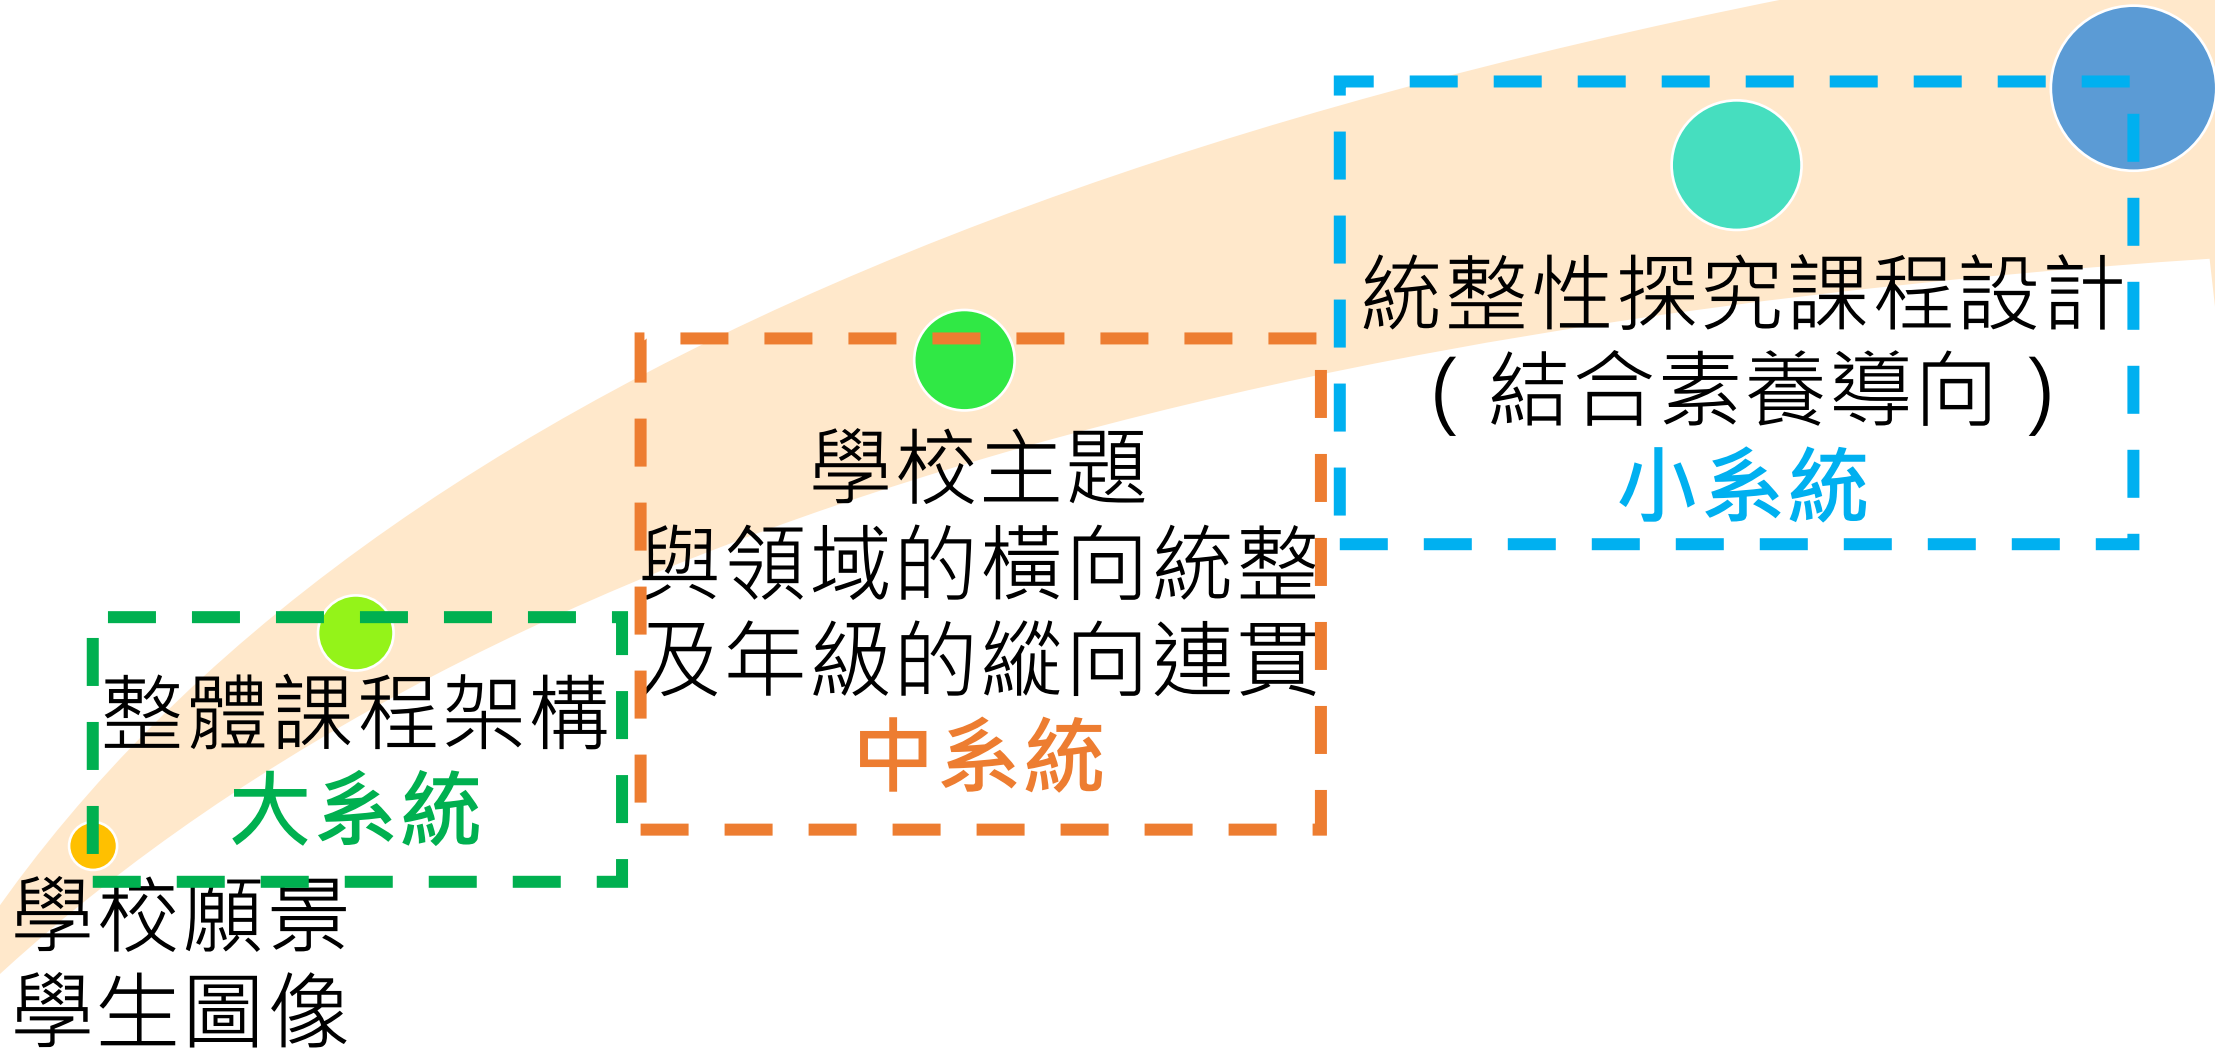 統整性探究課程設計
(結合素養導向)
小系統
學校主題
與領域的橫向統整
及年級的縱向連貫
中系統
整體課程架構
大系統
學校願景
學生圖像